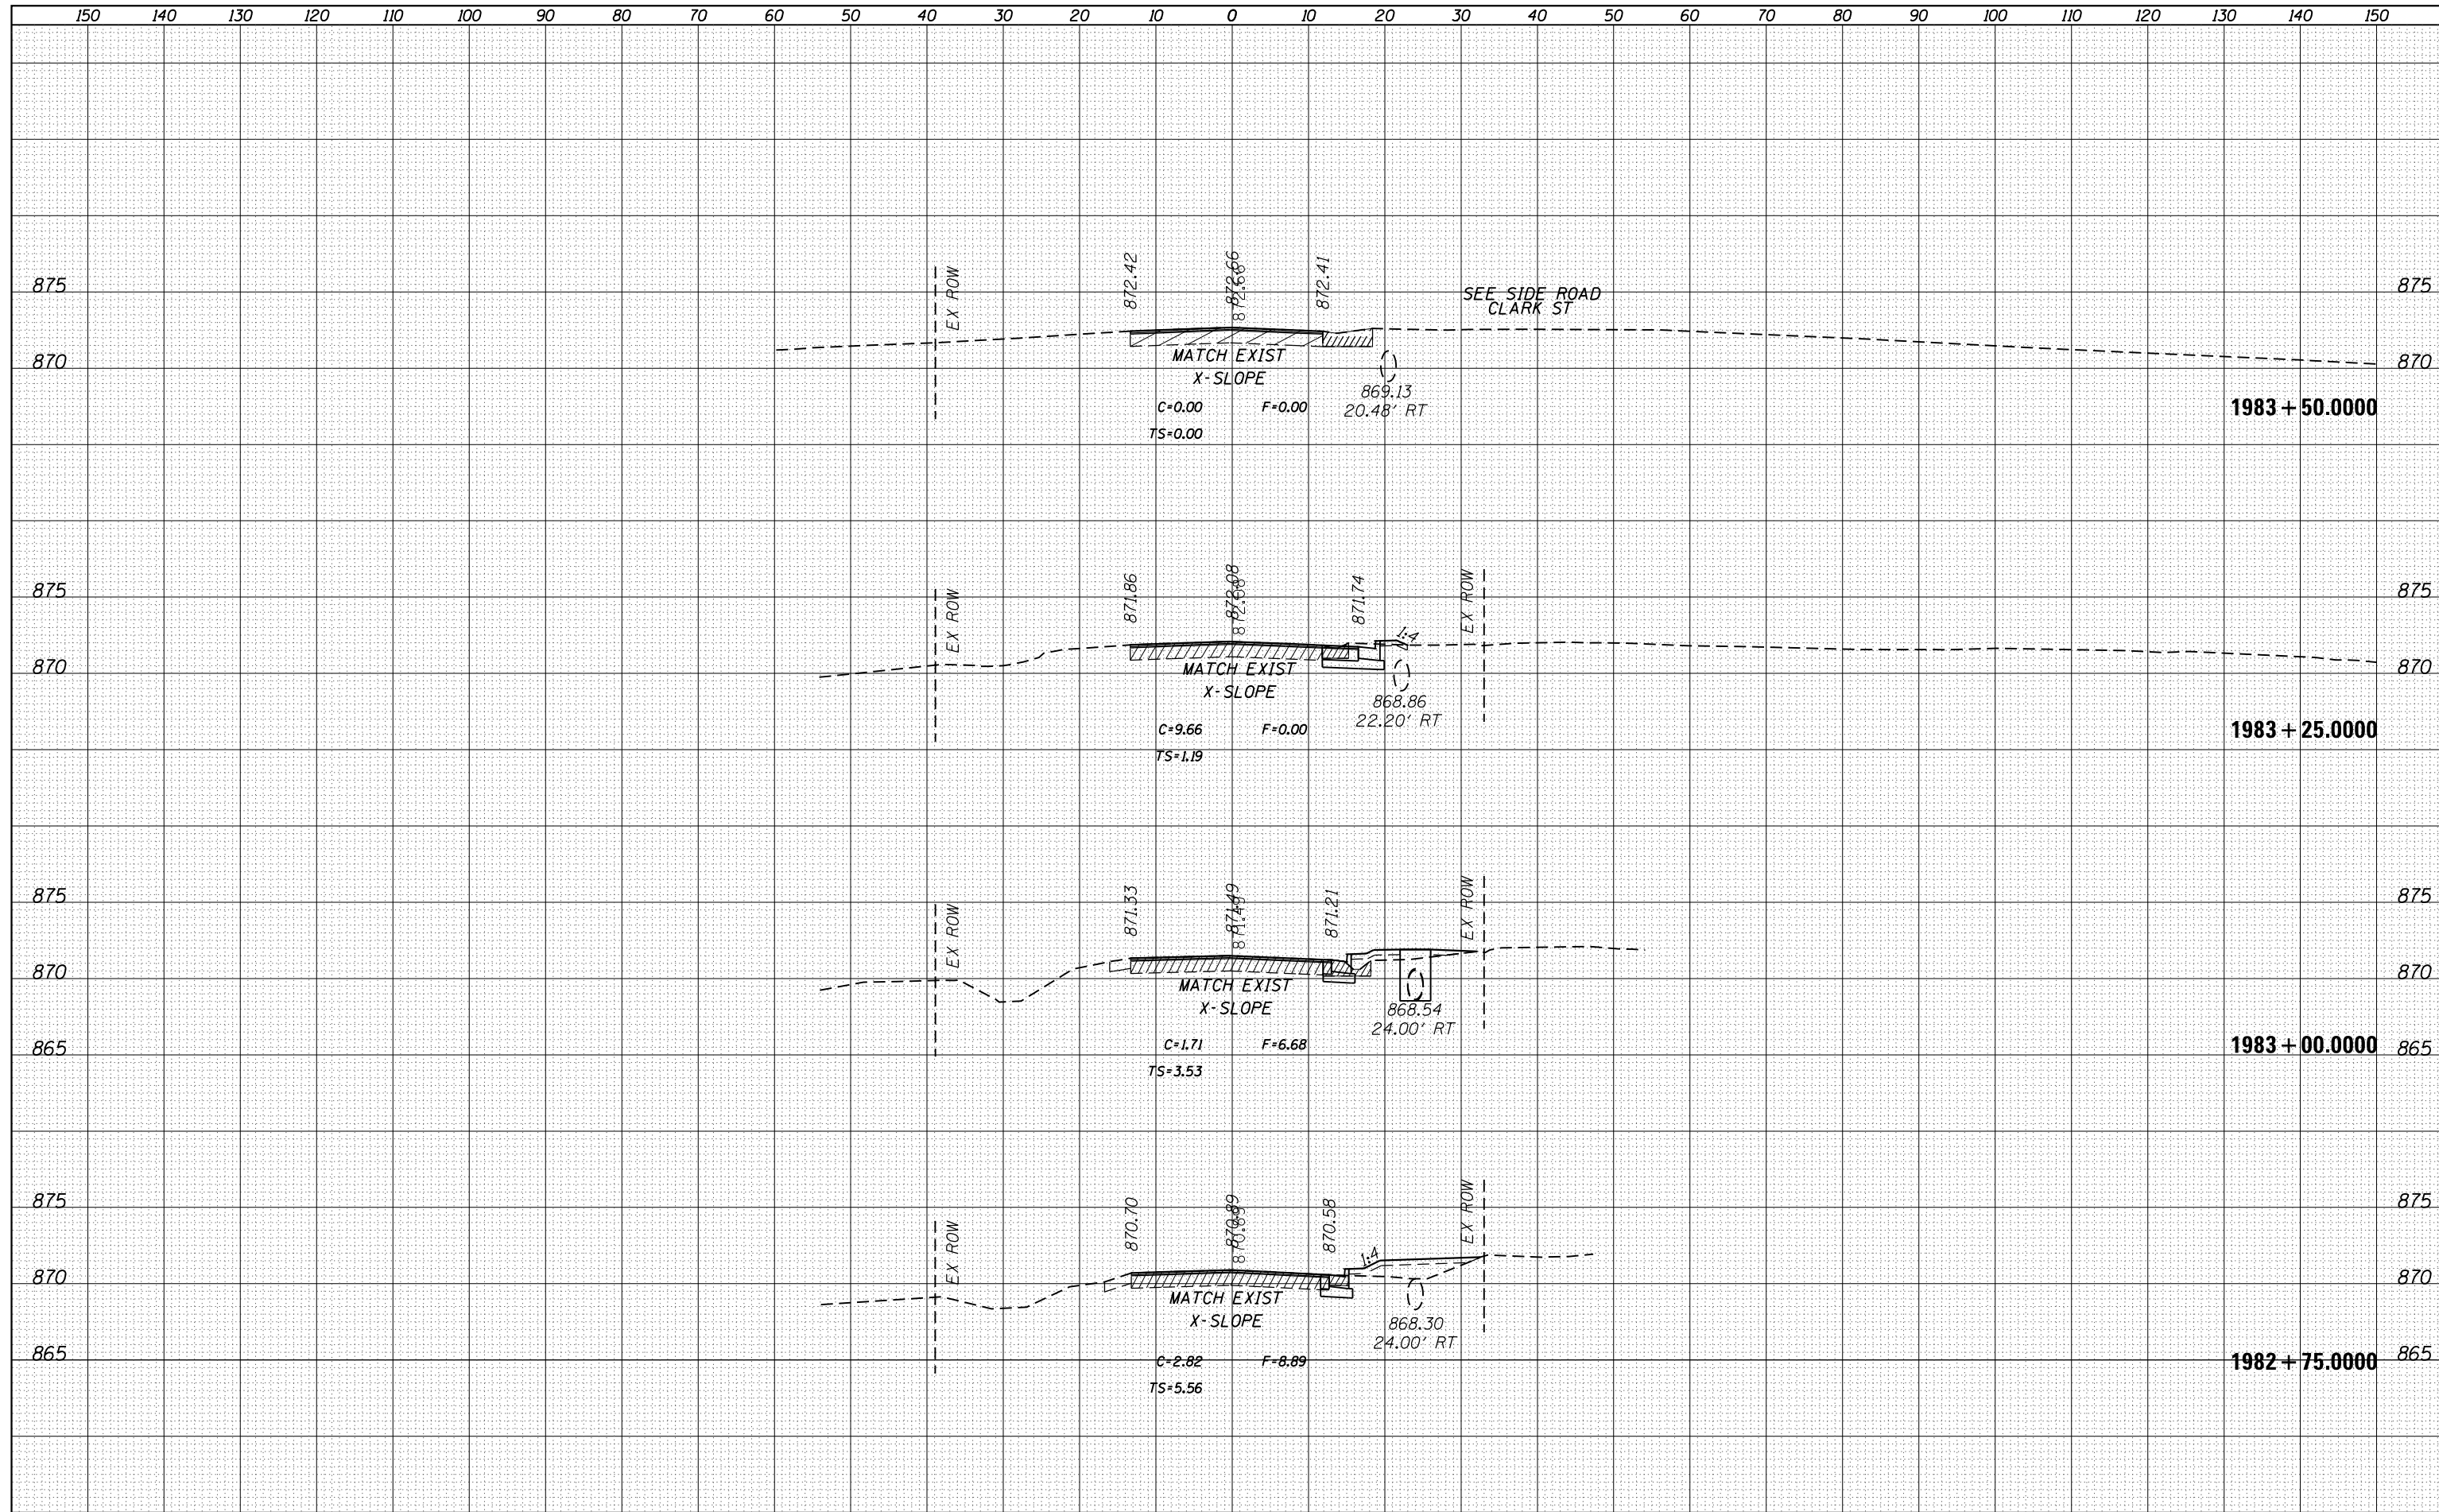 150 140 130 120 110 100 90 80 70 60 50 40 30 20 10 0 10 20 30 40 50 60 70 80 90 100 110 120 130 140 150
875
EX ROW
872.42
872.66
872.66
872.41
SEE SIDE ROAD
CLARK ST
875
870
MATCH EXIST
X-SLOPE
870
869.13
20.48' RT
C=0.00 F=0.00
TS=0.00
1983+50.0000
875
EX ROW
871.86
872.08
872.08
871.74
EX ROW
875
1:4
870
MATCH EXIST
X-SLOPE
870
868.86
22.20' RT
C=9.66 F=0.00
TS=1.19
1983+25.0000
875
EX ROW
871.33
871.49
871.49
871.21
EX ROW
875
870
MATCH EXIST
X-SLOPE
870
868.54
24.00' RT
865
C=1.71 F=6.68
TS=3.53
1983+00.0000
865
875
EX ROW
870.70
870.89
870.89
870.58
EX ROW
875
1:4
870
MATCH EXIST
X-SLOPE
870
868.30
24.00' RT
865
C=2.82 F=8.89
TS=5.56
1982+75.0000
865